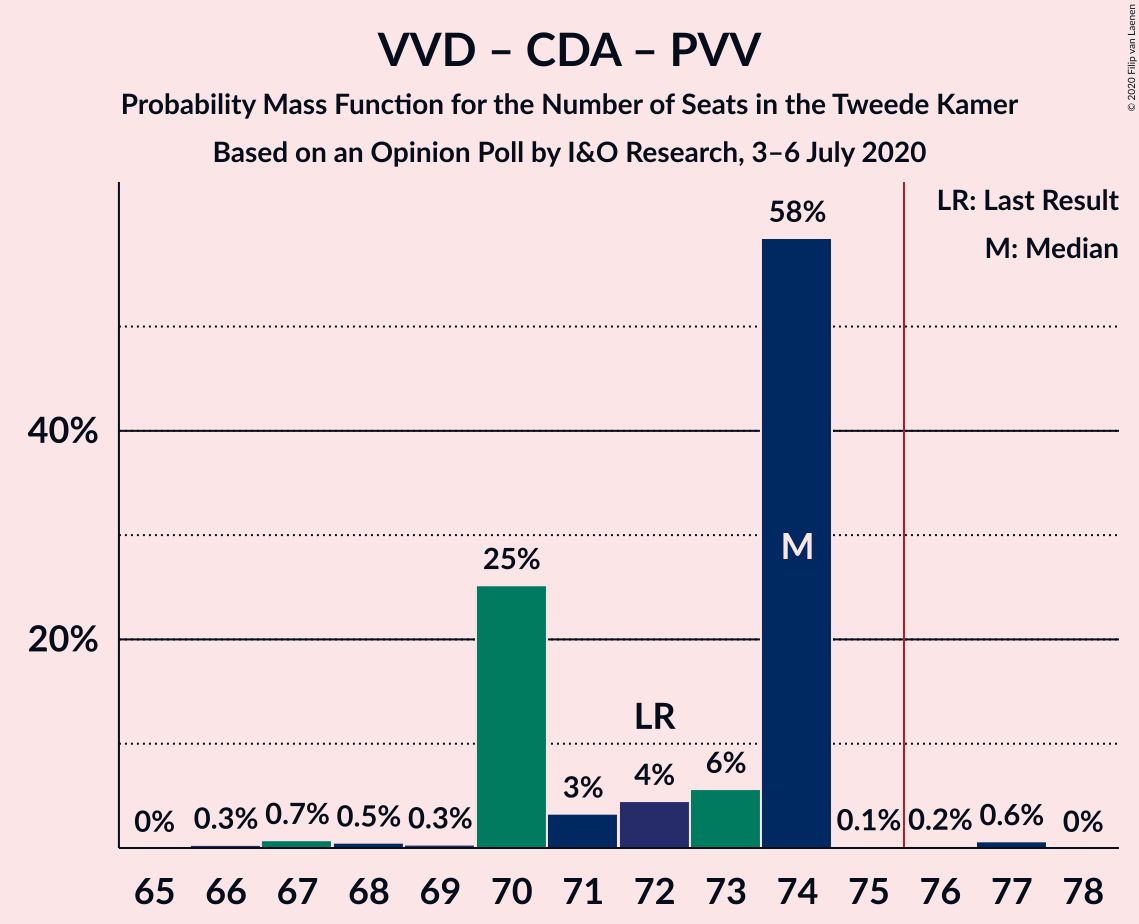 VVD – CDA – PVV
Probability Mass Function for the Number of Seats in the Tweede Kamer
Based on an Opinion Poll by I&O Research, 3–6 July 2020
© 2020 Filip van Laenen
LR: Last Result
M: Median
58%
40%
M
25%
20%
LR
0% 0.3% 0.7% 0.5% 0.3% 3% 4% 6% 0.1% 0.2% 0.6% 0%
65 66 67 68 69 70 71 72 73 74 75 76 77 78